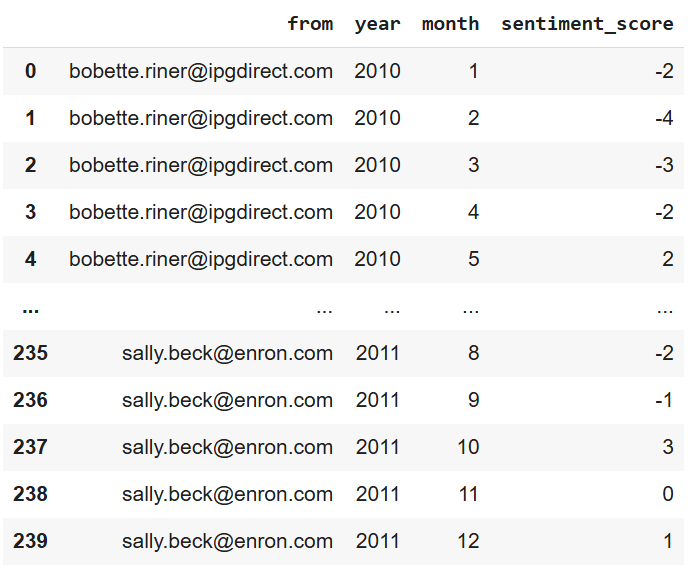 from year month sentiment_score
0 bobette.riner@ipgdirect.com 2010 1 -2
1 bobette.riner@ipgdirect.com 2010 2 -4
2 bobette.riner@ipgdirect.com 2010 3 -3
3 bobette.riner@ipgdirect.com 2010 4 -2
4 bobette.riner@ipgdirect.com 2010 5 2
... ... ... ... ...
235 sally.beck@enron.com 2011 8 -2
236 sally.beck@enron.com 2011 9 -1
237 sally.beck@enron.com 2011 10 3
238 sally.beck@enron.com 2011 11 0
239 sally.beck@enron.com 2011 12 1